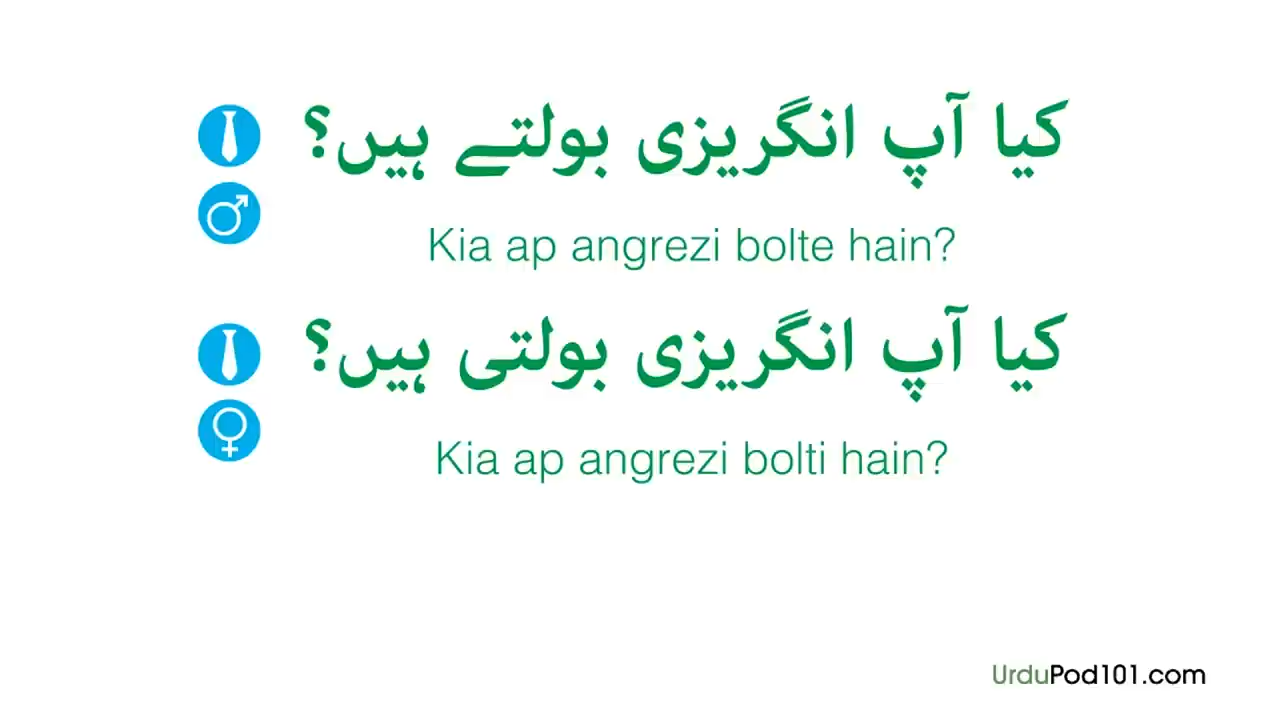 کیا آپ انگریزی بولتے ہیں؟
Kia ap angrezi bolte hain?
کیا آپ انگریزی بولتی ہیں؟
Kia ap angrezi bolti hain?
UrduPod101.com